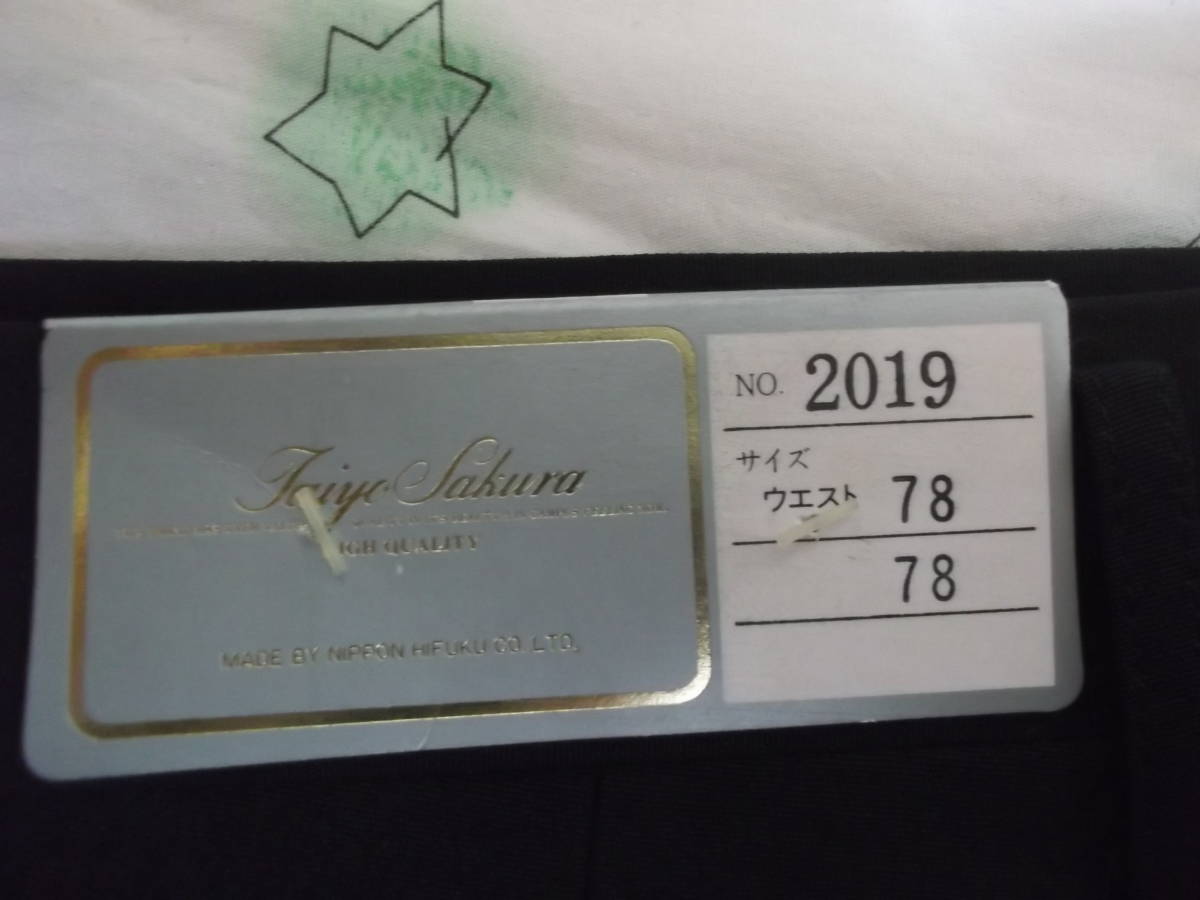 Taiyo Sakura
HIGH QUALITY
MADE BY NIPPON HIFUKU CO. LTD.
NO. 2019
サイズ
ウエスト 78
78